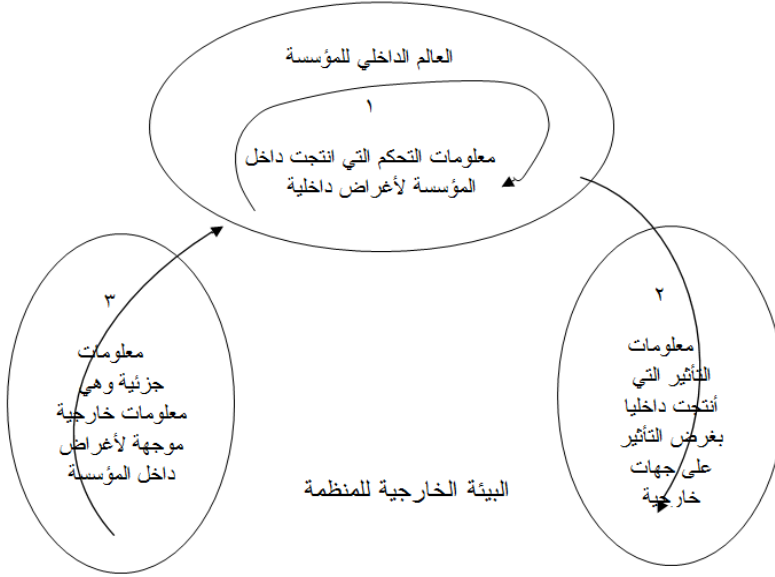 العالم الداخلي للمؤسسة
١
معلومات التحكم التي انتجت داخل
المؤسسة لأغراض داخلية
٢
معلومات
التأثير التي
أنتجت داخليا
بغرض التأثير
على جهات
خارجية
٣
معلومات
جزئية وهي
معلومات خارجية
موجهة لأغراض
داخل المؤسسة
البيئة الخارجية للمنظمة